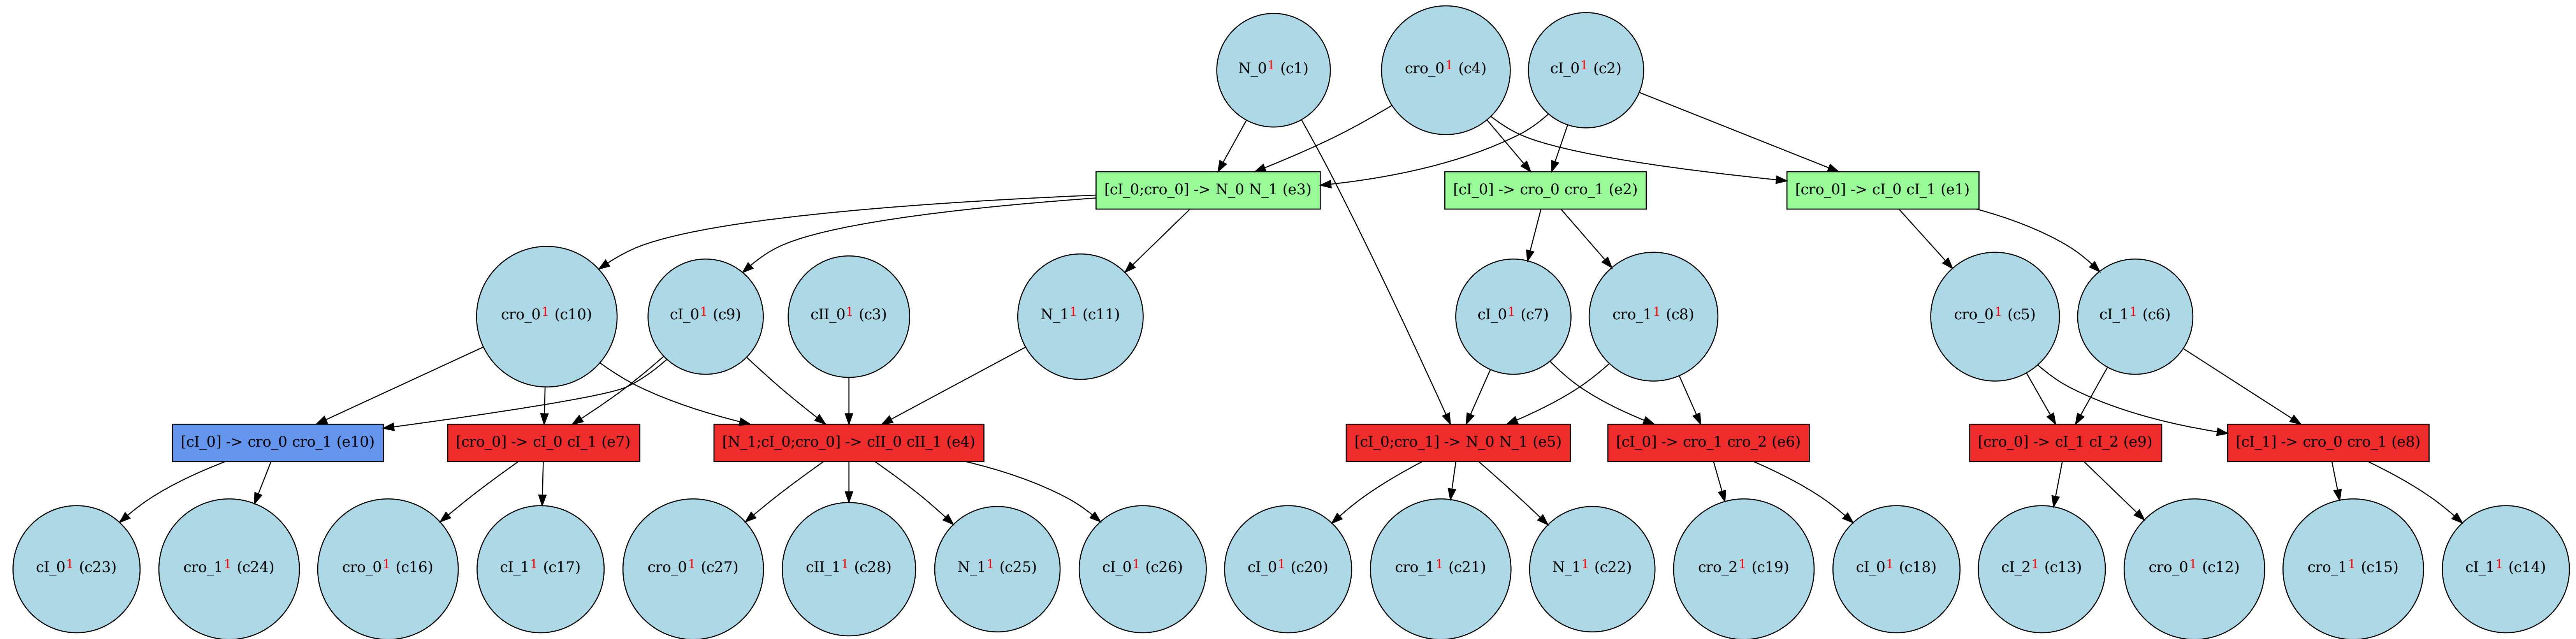 N_0¹ (c1)
cro_0¹ (c4)
cI_0¹ (c2)
[cI_0;cro_0] -> N_0 N_1 (e3)
[cI_0] -> cro_0 cro_1 (e2)
[cro_0] -> cI_0 cI_1 (e1)
cro_0¹ (c10)
cI_0¹ (c9)
cII_0¹ (c3)
N_1¹ (c11)
cI_0¹ (c7)
cro_1¹ (c8)
cro_0¹ (c5)
cI_1¹ (c6)
[cI_0] -> cro_0 cro_1 (e10)
[cro_0] -> cI_0 cI_1 (e7)
[N_1;cI_0;cro_0] -> cII_0 cII_1 (e4)
[cI_0;cro_1] -> N_0 N_1 (e5)
[cI_0] -> cro_1 cro_2 (e6)
[cro_0] -> cI_1 cI_2 (e9)
[cI_1] -> cro_0 cro_1 (e8)
cI_0¹ (c23)
cro_1¹ (c24)
cro_0¹ (c16)
cI_1¹ (c17)
cro_0¹ (c27)
cII_1¹ (c28)
N_1¹ (c25)
cI_0¹ (c26)
cI_0¹ (c20)
cro_1¹ (c21)
N_1¹ (c22)
cro_2¹ (c19)
cI_0¹ (c18)
cI_2¹ (c13)
cro_0¹ (c12)
cro_1¹ (c15)
cI_1¹ (c14)